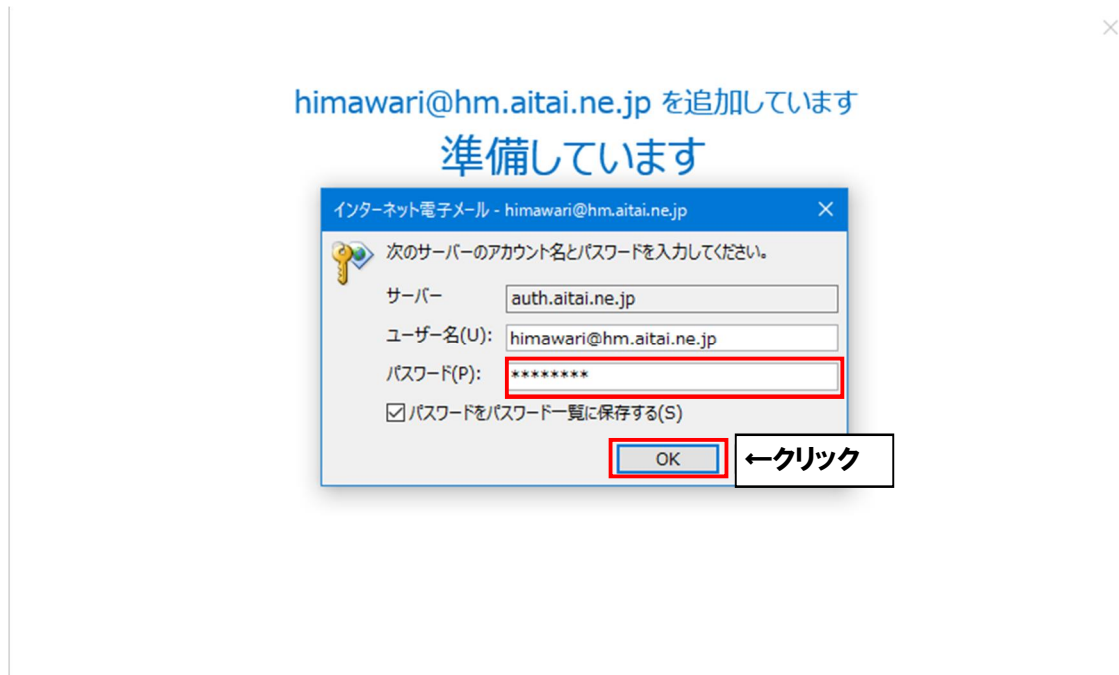 himawari@hm.aitai.ne.jp を追加しています
準備しています
インターネット電子メール - himawari@hm.aitai.ne.jp
次のサーバーのアカウント名とパスワードを入力してください。
サーバー auth.aitai.ne.jp
ユーザー名(U): himawari@hm.aitai.ne.jp
パスワード(P): ********
パスワードをパスワード一覧に保存する(S)
OK ←クリック